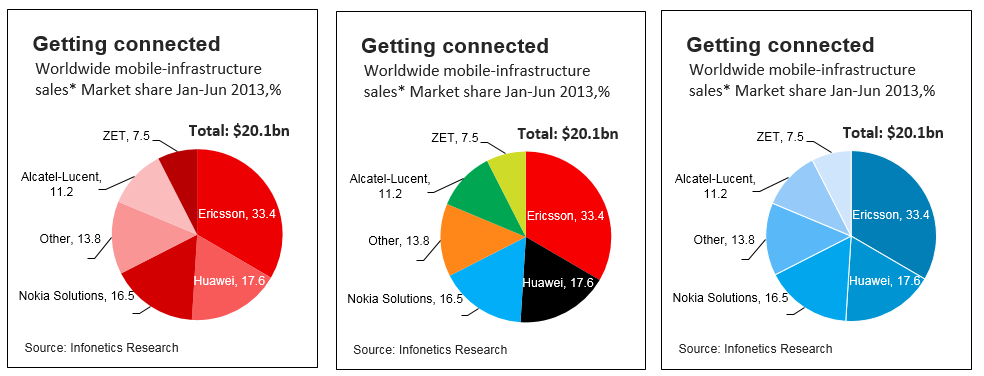 Getting connected
Worldwide mobile-infrastructure
sales* Market share Jan-Jun 2013,%
Total: $20.1bn
ZET, 7.5
Alcatel-Lucent,
11.2
Ericsson, 33.4
Other, 13.8
Huawei, 17.6
Nokia Solutions, 16.5
Source: Infonetics Research
Getting connected
Worldwide mobile-infrastructure
sales* Market share Jan-Jun 2013,%
Total: $20.1bn
ZET, 7.5
Alcatel-Lucent,
11.2
Ericsson, 33.4
Other, 13.8
Huawei, 17.6
Nokia Solutions, 16.5
Source: Infonetics Research
Getting connected
Worldwide mobile-infrastructure
sales* Market share Jan-Jun 2013,%
Total: $20.1bn
ZET, 7.5
Alcatel-Lucent,
11.2
Ericsson, 33.4
Other, 13.8
Huawei, 17.6
Nokia Solutions, 16.5
Source: Infonetics Research